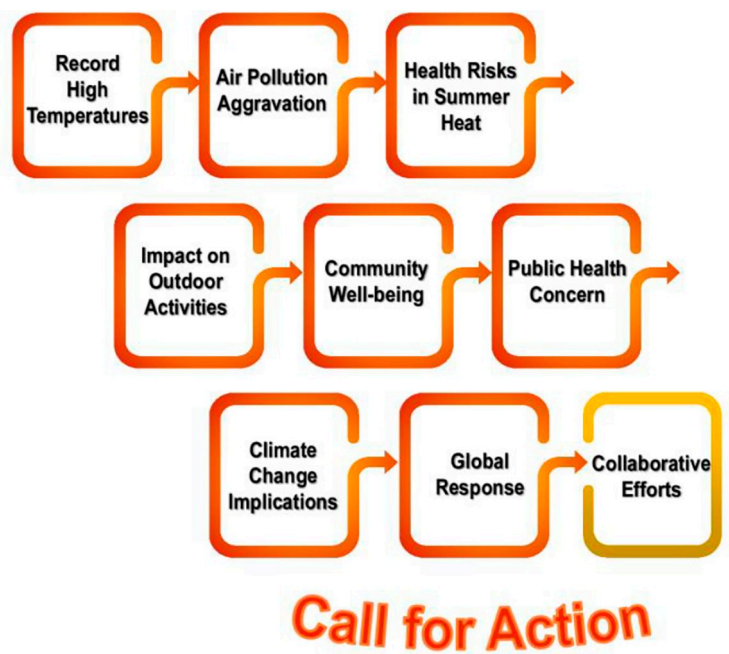 Record
High
Temperatures
Air Pollution
Aggravation
Health Risks
in Summer
Heat
Impact on
Outdoor
Activities
Community
Well-being
Public Health
Concern
Climate
Change
Implications
Global
Response
Collaborative
Efforts
Call for Action